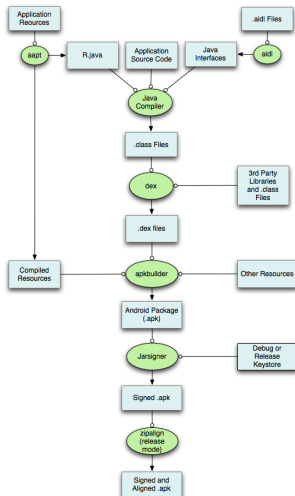 Application
Reources
.aidl Files
aapt
R.java
Application
Source Code
Java
Interfaces
aidl
Java
Compiler
.class Files
dex
3rd Party
Libraries
and .class
Files
.dex files
Compiled
Resources
apkbuilder
Other Resources
Android Package
(.apk)
Jarsigner
Debug or
Release
Keystore
Signed .apk
zipalign
(release
mode)
Signed and
Aligned .apk